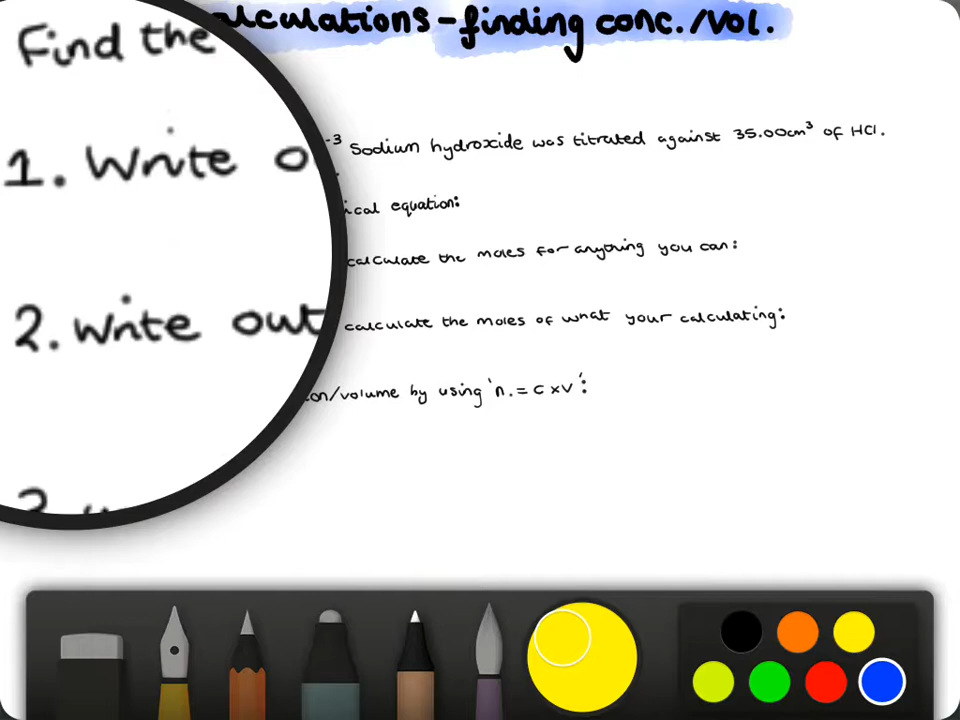 alculations - finding conc./vol.
Find the
-3 Sodium hydroxide was titrated against 35.00cm³ of HCl.
1. Write o
ical equation:
calculate the moles for anything you can:
2. Write out
calculate the moles of what your calculating:
ion/volume by using 'n. = c x v':